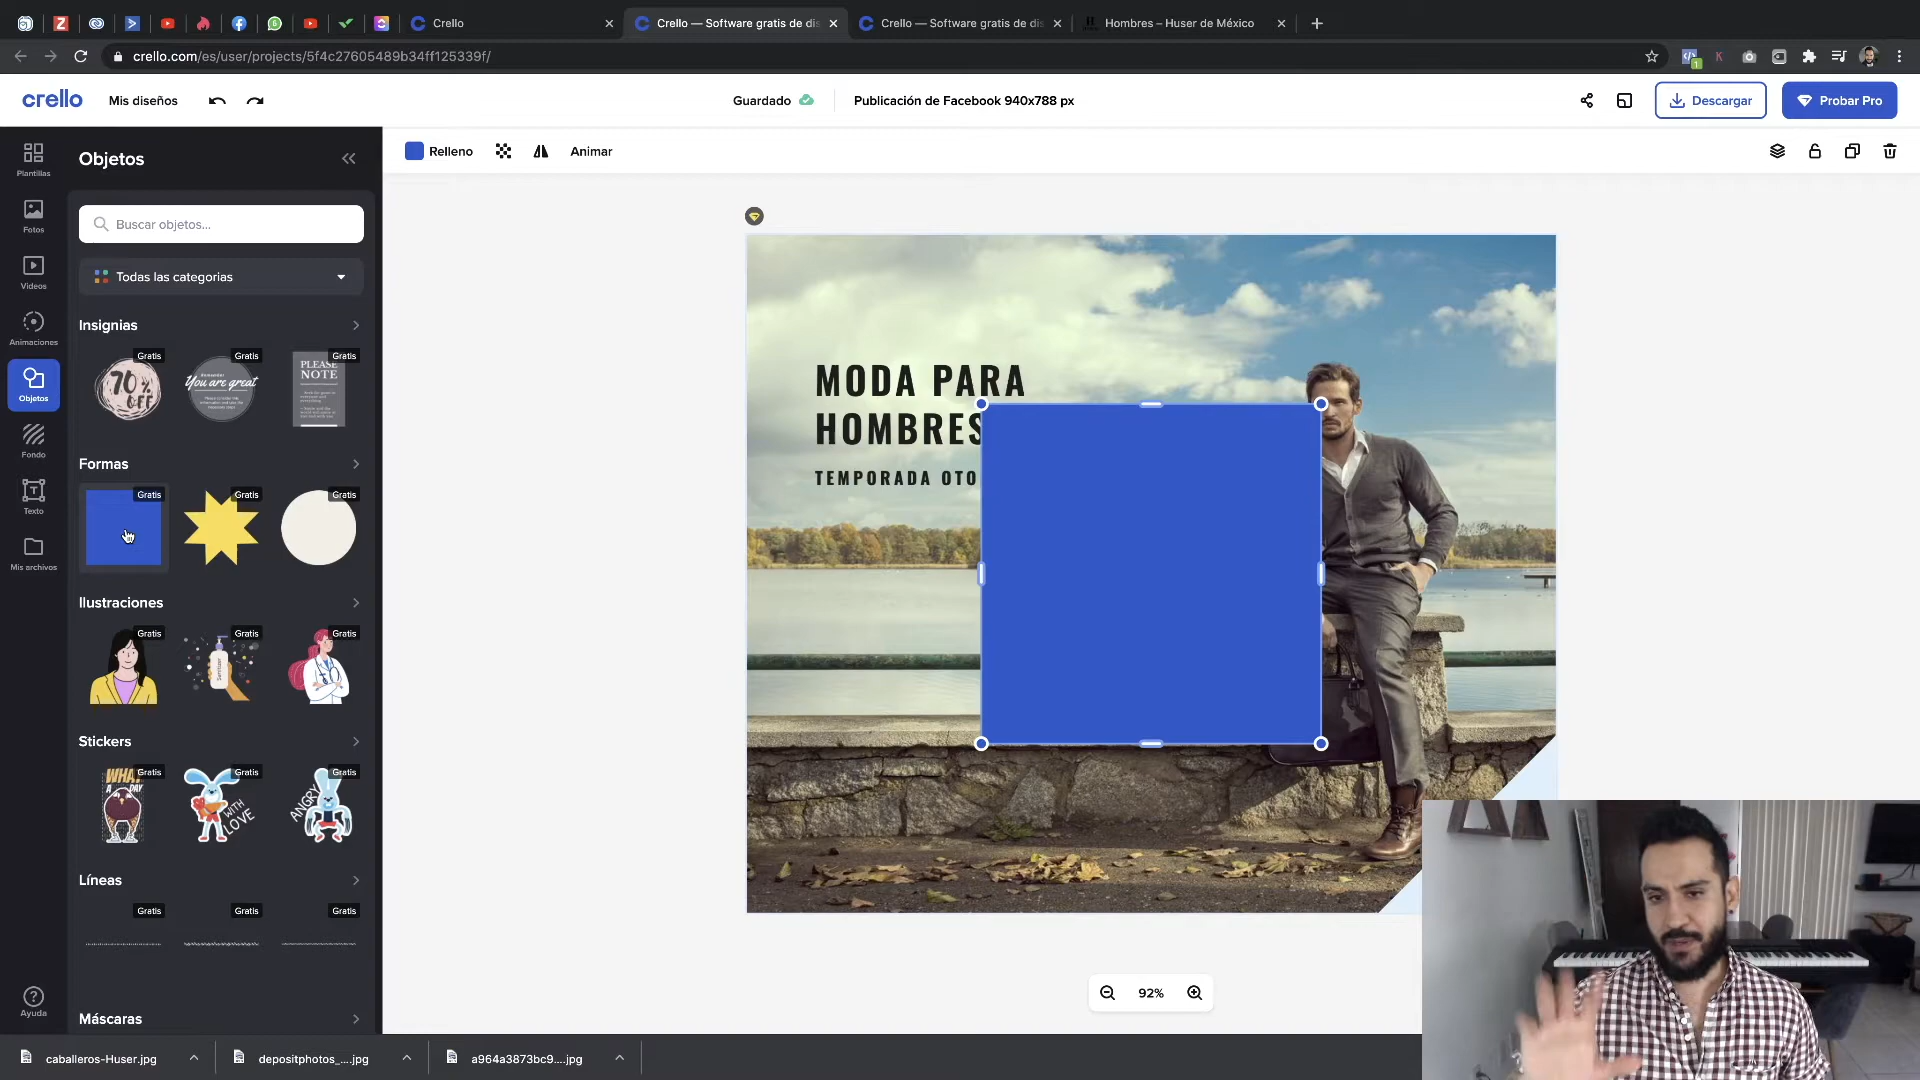 Crello
Crello — Software gratis de dis
Crello — Software gratis de dis
Hombres – Huser de México
crello.com/es/user/projects/5f4c27605489b34ff125339f/
crello
Mis diseños
Guardado
Publicación de Facebook 940x788 px
Descargar
Probar Pro
Objetos
Relleno
Animar
Plantillas
Fotos
Videos
Animaciones
Objetos
Fondo
Texto
Mis archivos
Ayuda
Buscar objetos...
Todas las categorias
Insignias
Gratis
Gratis
Gratis
70%
OFF
You are great
PLEASE
NOTE
Formas
Gratis
Gratis
Gratis
Ilustraciones
Gratis
Gratis
Gratis
Stickers
Gratis
Gratis
Gratis
WHAT
A DAY
WITH
LOVE
ANGRY
Líneas
Gratis
Gratis
Gratis
Máscaras
MODA PARA
HOMBRES
TEMPORADA OTO
92%
caballeros-Huser.jpg
depositphotos_....jpg
a964a3873bc9....jpg